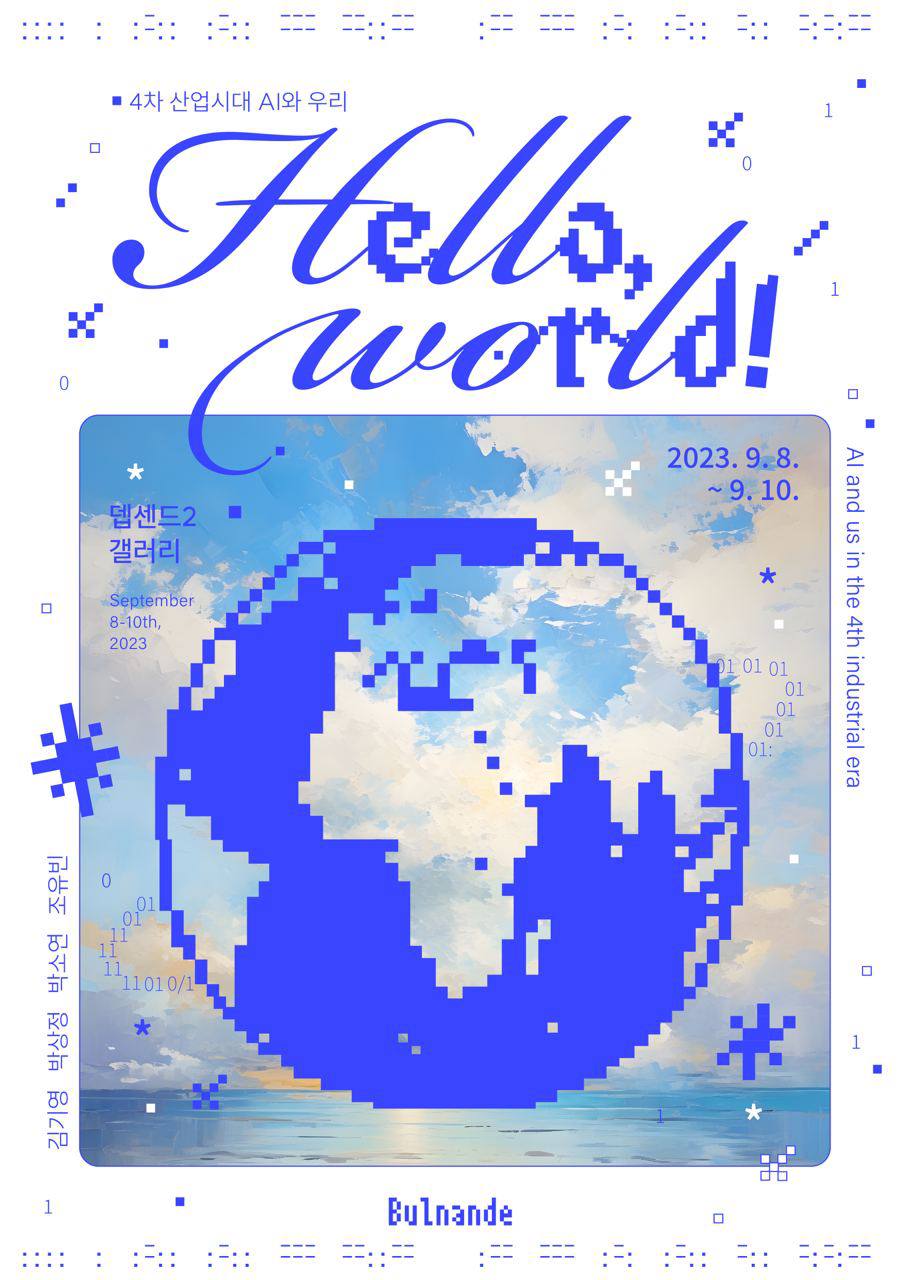 4차 산업시대 AI와 우리
Hello,
world!
1
0
1
0
2023. 9. 8.
~ 9. 10.
뎁센드2
갤러리
September
8-10th,
2023
AI and us in the 4th industrial era
01 01 01
01
01
01
01:
김기영 박상정 박소연 조유빈
0
01
01
11
11
11
11010/1
1
1
1
Bulnande